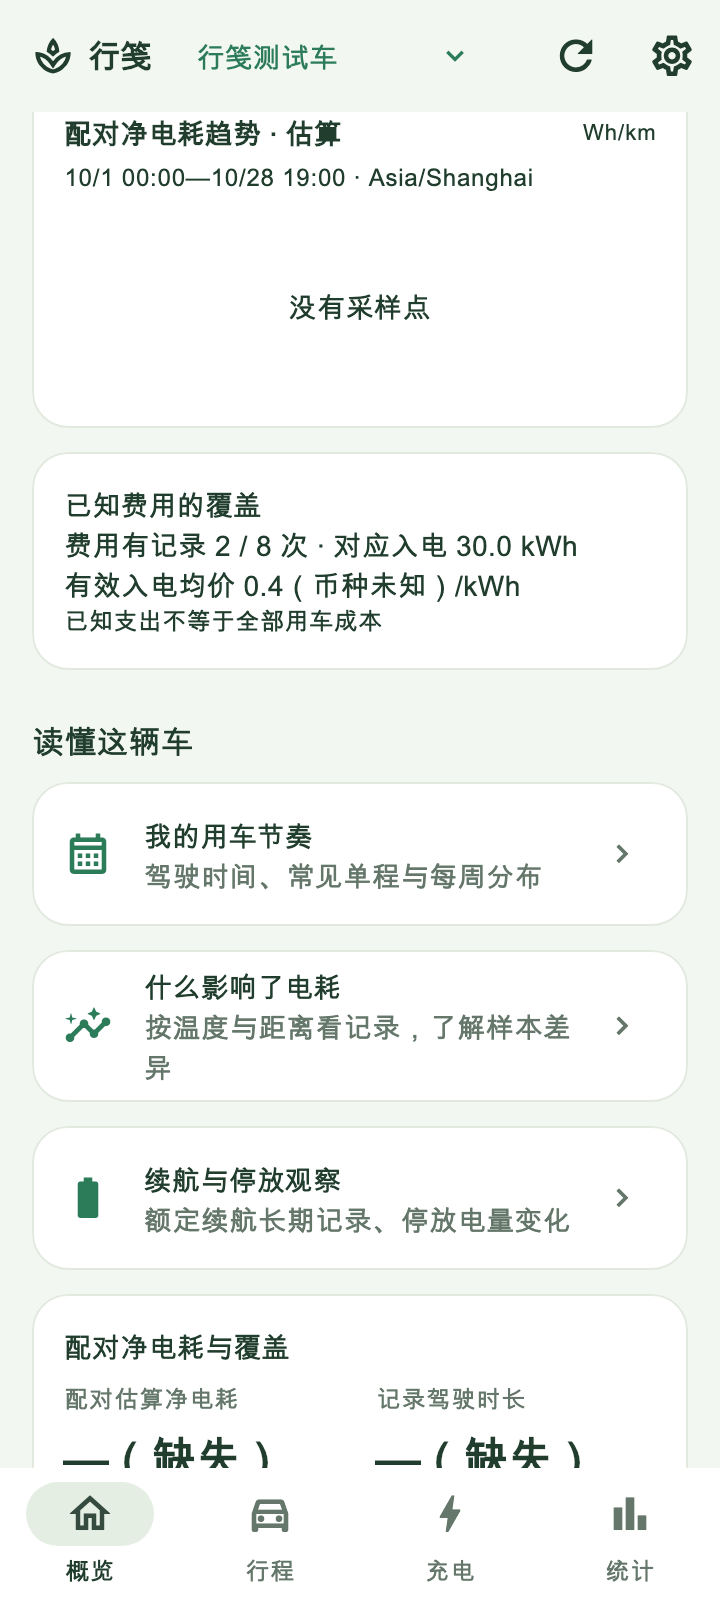 行笺
行笺测试车
配对净电耗趋势 · 估算
Wh/km
10/1 00:00—10/28 19:00 · Asia/Shanghai
没有采样点
已知费用的覆盖
费用有记录 2 / 8 次 · 对应入电 30.0 kWh
有效入电均价 0.4（币种未知）/kWh
已知支出不等于全部用车成本
读懂这辆车
我的用车节奏
驾驶时间、常见单程与每周分布
什么影响了电耗
按温度与距离看记录，了解样本差
异
续航与停放观察
额定续航长期记录、停放电量变化
配对净电耗与覆盖
配对估算净电耗
记录驾驶时长
—（缺失）
—（缺失）
概览
行程
充电
统计